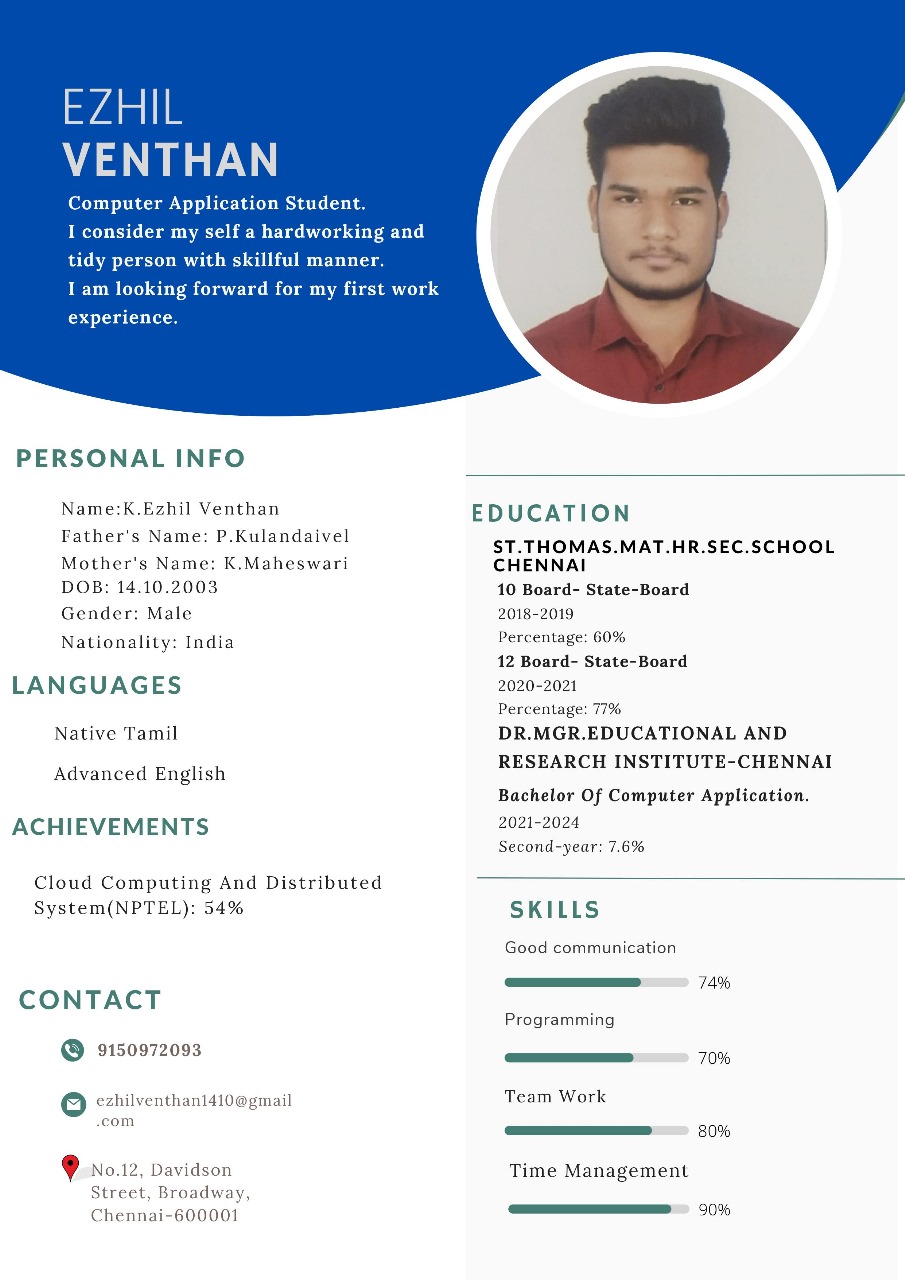 EZHIL
VENTHAN
Computer Application Student.
I consider my self a hardworking and
tidy person with skillful manner.
I am looking forward for my first work
experience.
PERSONAL INFO
Name:K.Ezhil Venthan
Father's Name: P.Kulandaivel
Mother's Name: K.Maheswari
DOB: 14.10.2003
Gender: Male
Nationality: India
LANGUAGES
Native Tamil
Advanced English
ACHIEVEMENTS
Cloud Computing And Distributed
System(NPTEL): 54%
CONTACT
9150972093
ezhilventhan1410@gmail
.com
No.12, Davidson
Street, Broadway,
Chennai-600001
EDUCATION
ST.THOMAS.MAT.HR.SEC.SCHOOL
CHENNAI
10 Board- State-Board
2018-2019
Percentage: 60%
12 Board- State-Board
2020-2021
Percentage: 77%
DR.MGR.EDUCATIONAL AND
RESEARCH INSTITUTE-CHENNAI
Bachelor Of Computer Application.
2021-2024
Second-year: 7.6%
SKILLS
Good communication
74%
Programming
70%
Team Work
80%
Time Management
90%